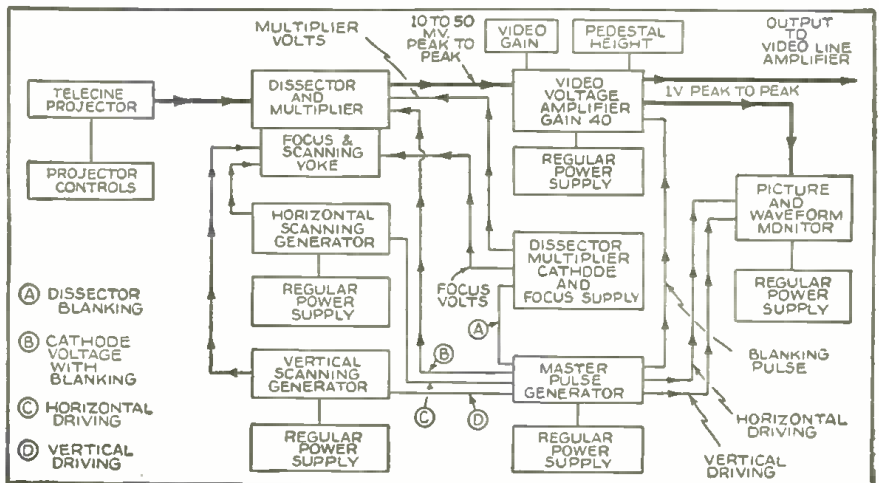 MULTIPLIER
VOLTS
10 TO 50
MV.
PEAK TO
PEAK
VIDEO
GAIN
PEDESTAL
HEIGHT
OUTPUT
TO
VIDEO LINE
AMPLIFIER
TELECINE
PROJECTOR
DISSECTOR
AND
MULTIPLIER
VIDEO
VOLTAGE
AMPLIFIER
GAIN 40
1V PEAK TO PEAK
FOCUS &
SCANNING
YOKE
PROJECTOR
CONTROLS
REGULAR
POWER
SUPPLY
PICTURE
AND
WAVEFORM
MONITOR
HORIZONTAL
SCANNING
GENERATOR
DISSECTOR
MULTIPLIER
CATHODE
AND
FOCUS SUPPLY
FOCUS
VOLTS
REGULAR
POWER
SUPPLY
REGULAR
POWER
SUPPLY
A DISSECTOR
BLANKING
B CATHODE
VOLTAGE
WITH
BLANKING
C HORIZONTAL
DRIVING
D VERTICAL
DRIVING
A
B
C
D
VERTICAL
SCANNING
GENERATOR
MASTER
PULSE
GENERATOR
BLANKING
PULSE
HORIZONTAL
DRIVING
VERTICAL
DRIVING
REGULAR
POWER
SUPPLY
REGULAR
POWER
SUPPLY